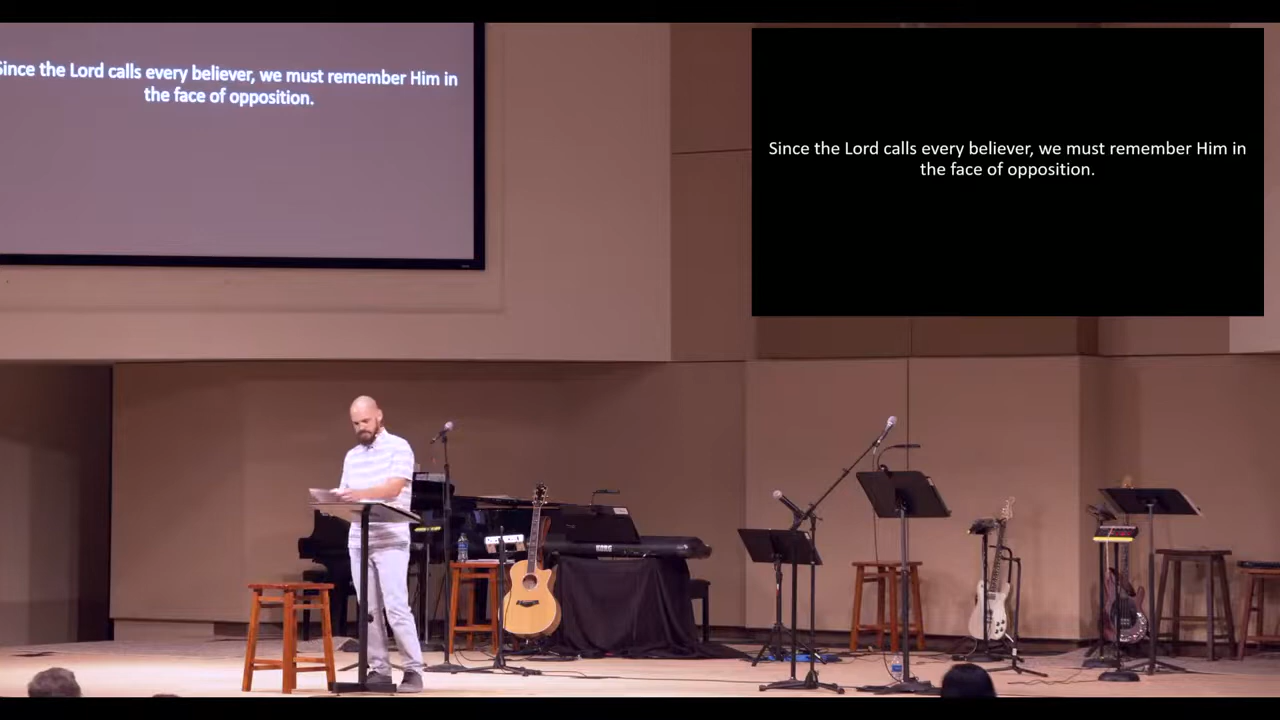 Since the Lord calls every believer, we must remember Him in
the face of opposition.
Since the Lord calls every believer, we must remember Him in
the face of opposition.
KORG